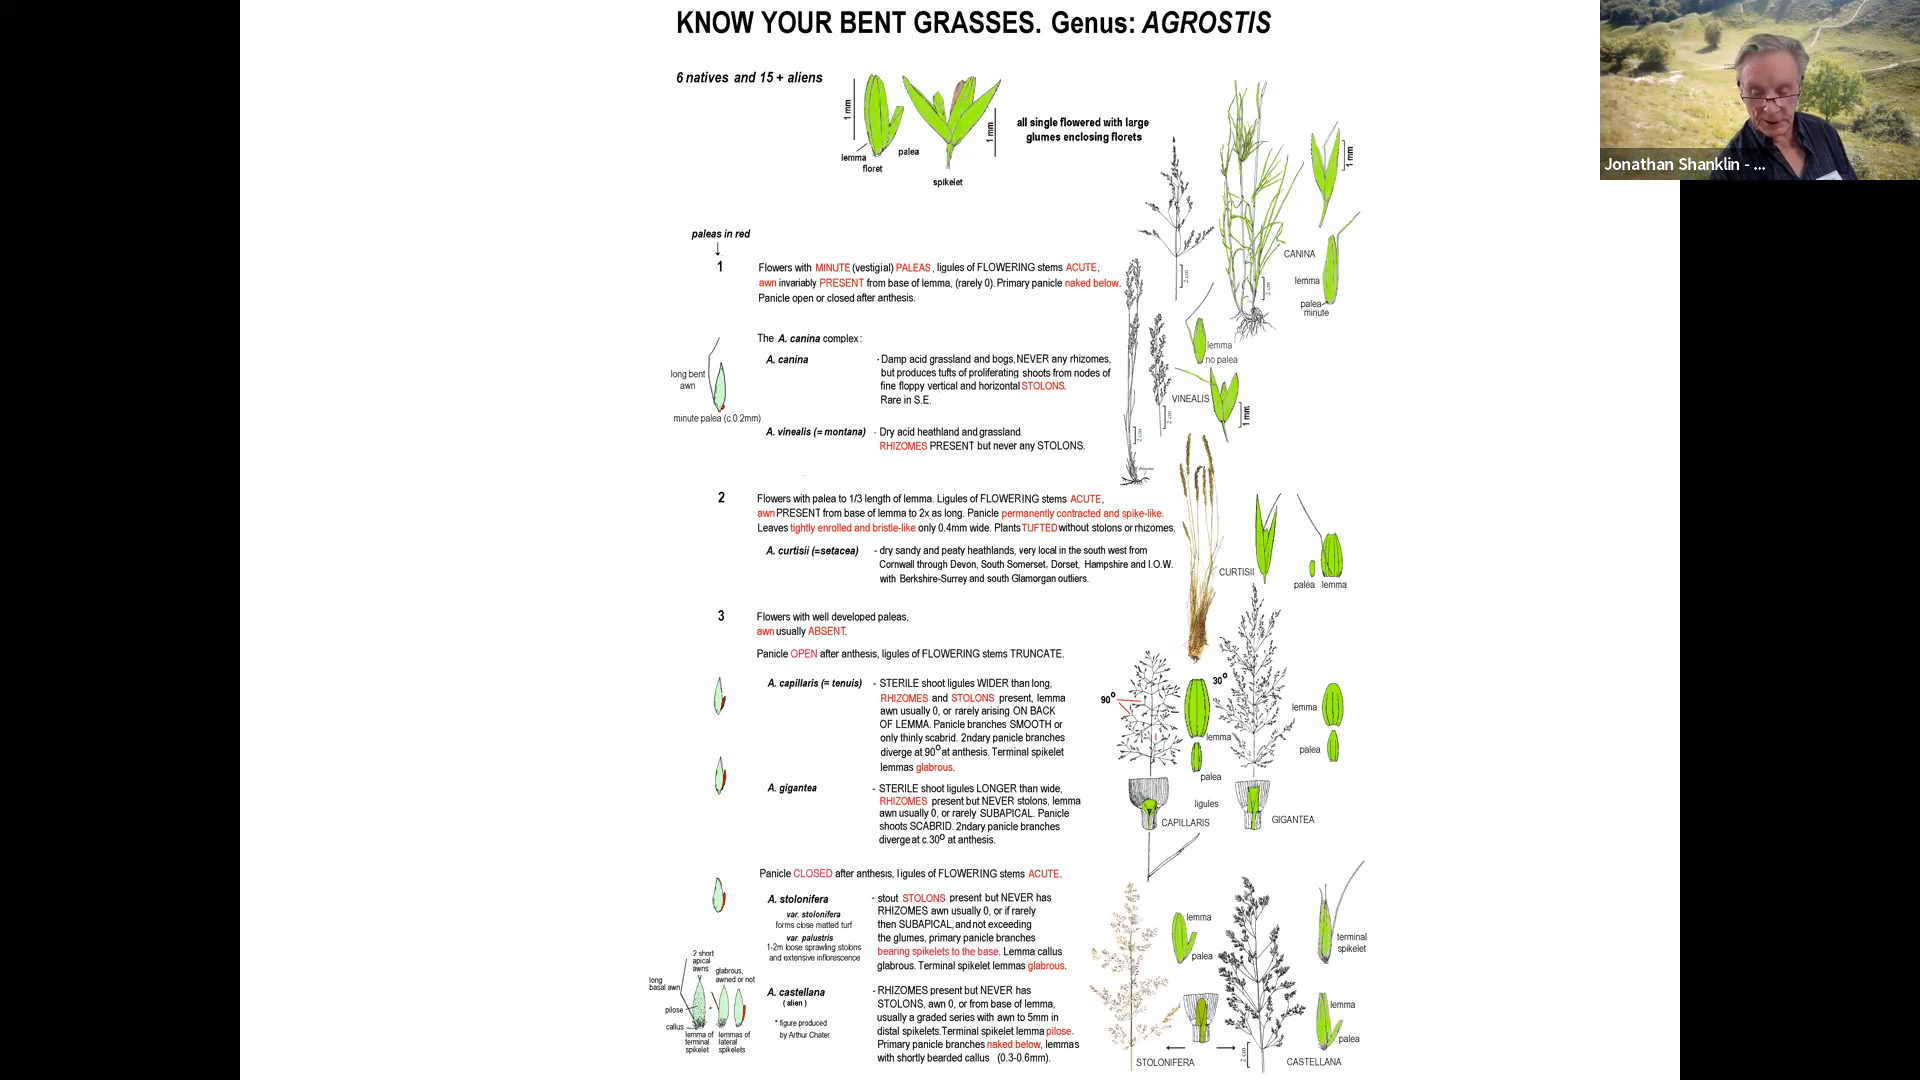 KNOW YOUR BENT GRASSES. Genus: AGROSTIS
6 natives and 15 + aliens
1 mm
lemma
floret
palea
spikelet
1 mm
all single flowered with large
glumes enclosing florets
Jonathan Shanklin - ...
1 mm
CANINA
lemma
palea
minute
2 cm
2 cm
paleas in red
1
Flowers with MINUTE (vestigial) PALEAS, ligules of FLOWERING stems ACUTE,
awn invariably PRESENT from base of lemma, (rarely 0). Primary panicle naked below.
Panicle open or closed after anthesis.
The A. canina complex:
A. canina
- Damp acid grassland and bogs, NEVER any rhizomes,
but produces tufts of proliferating shoots from nodes of
fine floppy vertical and horizontal STOLONS.
Rare in S.E.
long bent
awn
minute palea (c.0.2mm)
A. vinealis (= montana)
- Dry acid heathland and grassland.
RHIZOMES PRESENT but never any STOLONS.
lemma
no palea
VINEALIS
1 mm
2 cm
2 cm
2
Flowers with palea to 1/3 length of lemma. Ligules of FLOWERING stems ACUTE,
awn PRESENT from base of lemma to 2x as long. Panicle permanently contracted and spike-like.
Leaves tightly enrolled and bristle-like only 0.4mm wide. Plants TUFTED without stolons or rhizomes.
A. curtisii (=setacea)
- dry sandy and peaty heathlands, very local in the south west from
Cornwall through Devon, South Somerset, Dorset, Hampshire and I.O.W.
with Berkshire-Surrey and south Glamorgan outliers.
CURTISII
palea lemma
3
Flowers with well developed paleas.
awn usually ABSENT.
Panicle OPEN after anthesis, ligules of FLOWERING stems TRUNCATE.
A. capillaris (= tenuis)
- STERILE shoot ligules WIDER than long,
RHIZOMES and STOLONS present, lemma
awn usually 0, or rarely arising ON BACK
OF LEMMA. Panicle branches SMOOTH or
only thinly scabrid. 2ndary panicle branches
diverge at 90° at anthesis. Terminal spikelet
lemmas glabrous.
90°
30°
lemma
palea
lemma
palea
ligules
CAPILLARIS
GIGANTEA
A. gigantea
- STERILE shoot ligules LONGER than wide,
RHIZOMES present but NEVER stolons, lemma
awn usually 0, or rarely SUBAPICAL. Panicle
shoots SCABRID. 2ndary panicle branches
diverge at c.30° at anthesis.
Panicle CLOSED after anthesis, ligules of FLOWERING stems ACUTE.
A. stolonifera
var. stolonifera
forms close matted turf
var. palustris
1-2m loose sprawling stolons
and extensive inflorescence
- stout STOLONS present but NEVER has
RHIZOMES awn usually 0, or if rarely
then SUBAPICAL, and not exceeding
the glumes, primary panicle branches
bearing spikelets to the base. Lemma callus
glabrous. Terminal spikelet lemmas glabrous.
A. castellana
( alien )
* figure produced
by Arthur Chater
- RHIZOMES present but NEVER has
STOLONS, awn 0, or from base of lemma,
usually a graded series with awn to 5mm in
distal spikelets. Terminal spikelet lemma pilose.
Primary panicle branches naked below, lemmas
with shortly bearded callus (0.3-0.6mm).
2 short
apical
awns
glabrous,
awned or not
long
basal awn
pilose
*
callus
lemma of
terminal
spikelet
lemmas of
lateral
spikelets
lemma
palea
STOLONIFERA
terminal
spikelet
lemma
palea
2 cm
CASTELLANA